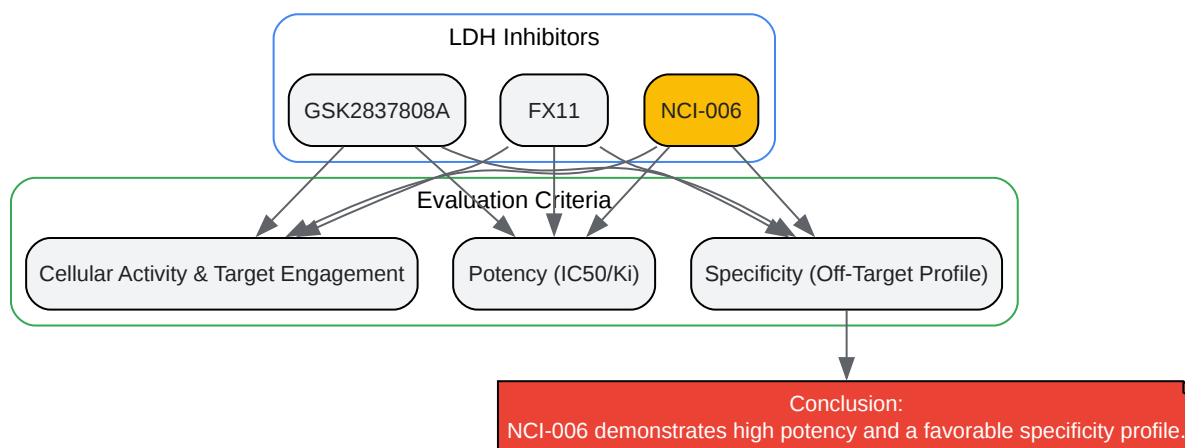 LDH Inhibitors
GSK2837808A
FX11
NCI-006
Evaluation Criteria
Cellular Activity & Target Engagement
Potency (IC50/Ki)
Specificity (Off-Target Profile)
Conclusion:
NCI-006 demonstrates high potency and a favorable specificity profile.